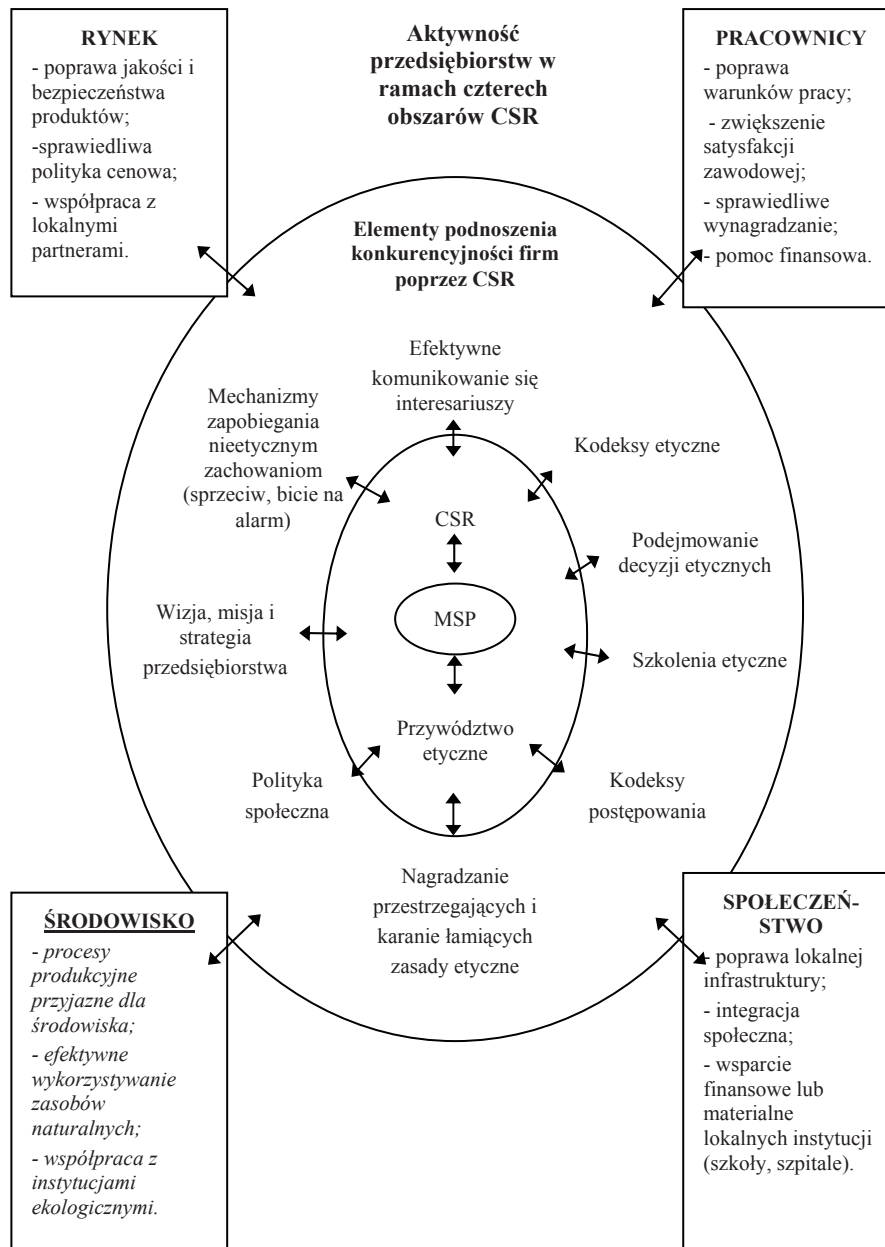 RYNEK
- poprawa jakości i
bezpieczeństwa
produktów;
-sprawiedliwa
polityka cenowa;
- współpraca z
lokalnymi
partnerami.
Aktywność
przedsiębiorstw w
ramach czterech
obszarów CSR
PRACOWNICY
- poprawa
warunków pracy;
- zwiększenie
satysfakcji
zawodowej;
- sprawiedliwe
wynagradzanie;
- pomoc finansowa.
Elementy podnoszenia
konkurencyjności firm
poprzez CSR
Efektywne
komunikowanie się
interesariuszy
Mechanizmy
zapobiegania
nieetycznym
zachowaniom
(sprzeciw, bicie na
alarm)
Kodeksy etyczne
CSR
Podejmowanie
decyzji etycznych
MSP
Wizja, misja i
strategia
przedsiębiorstwa
Szkolenia etyczne
Przywództwo
etyczne
Polityka
społeczna
Kodeksy
postępowania
Nagradzanie
przestrzegających i
karanie łamiących
zasady etyczne
ŚRODOWISKO
- procesy
produkcyjne
przyjazne dla
środowiska;
- efektywne
wykorzystywanie
zasobów
naturalnych;
- współpraca z
instytucjami
ekologicznymi.
SPOŁECZEŃ-
STWO
- poprawa lokalnej
infrastruktury;
- integracja
społeczna;
- wsparcie
finansowe lub
materialne
lokalnych instytucji
(szkoły, szpitale).